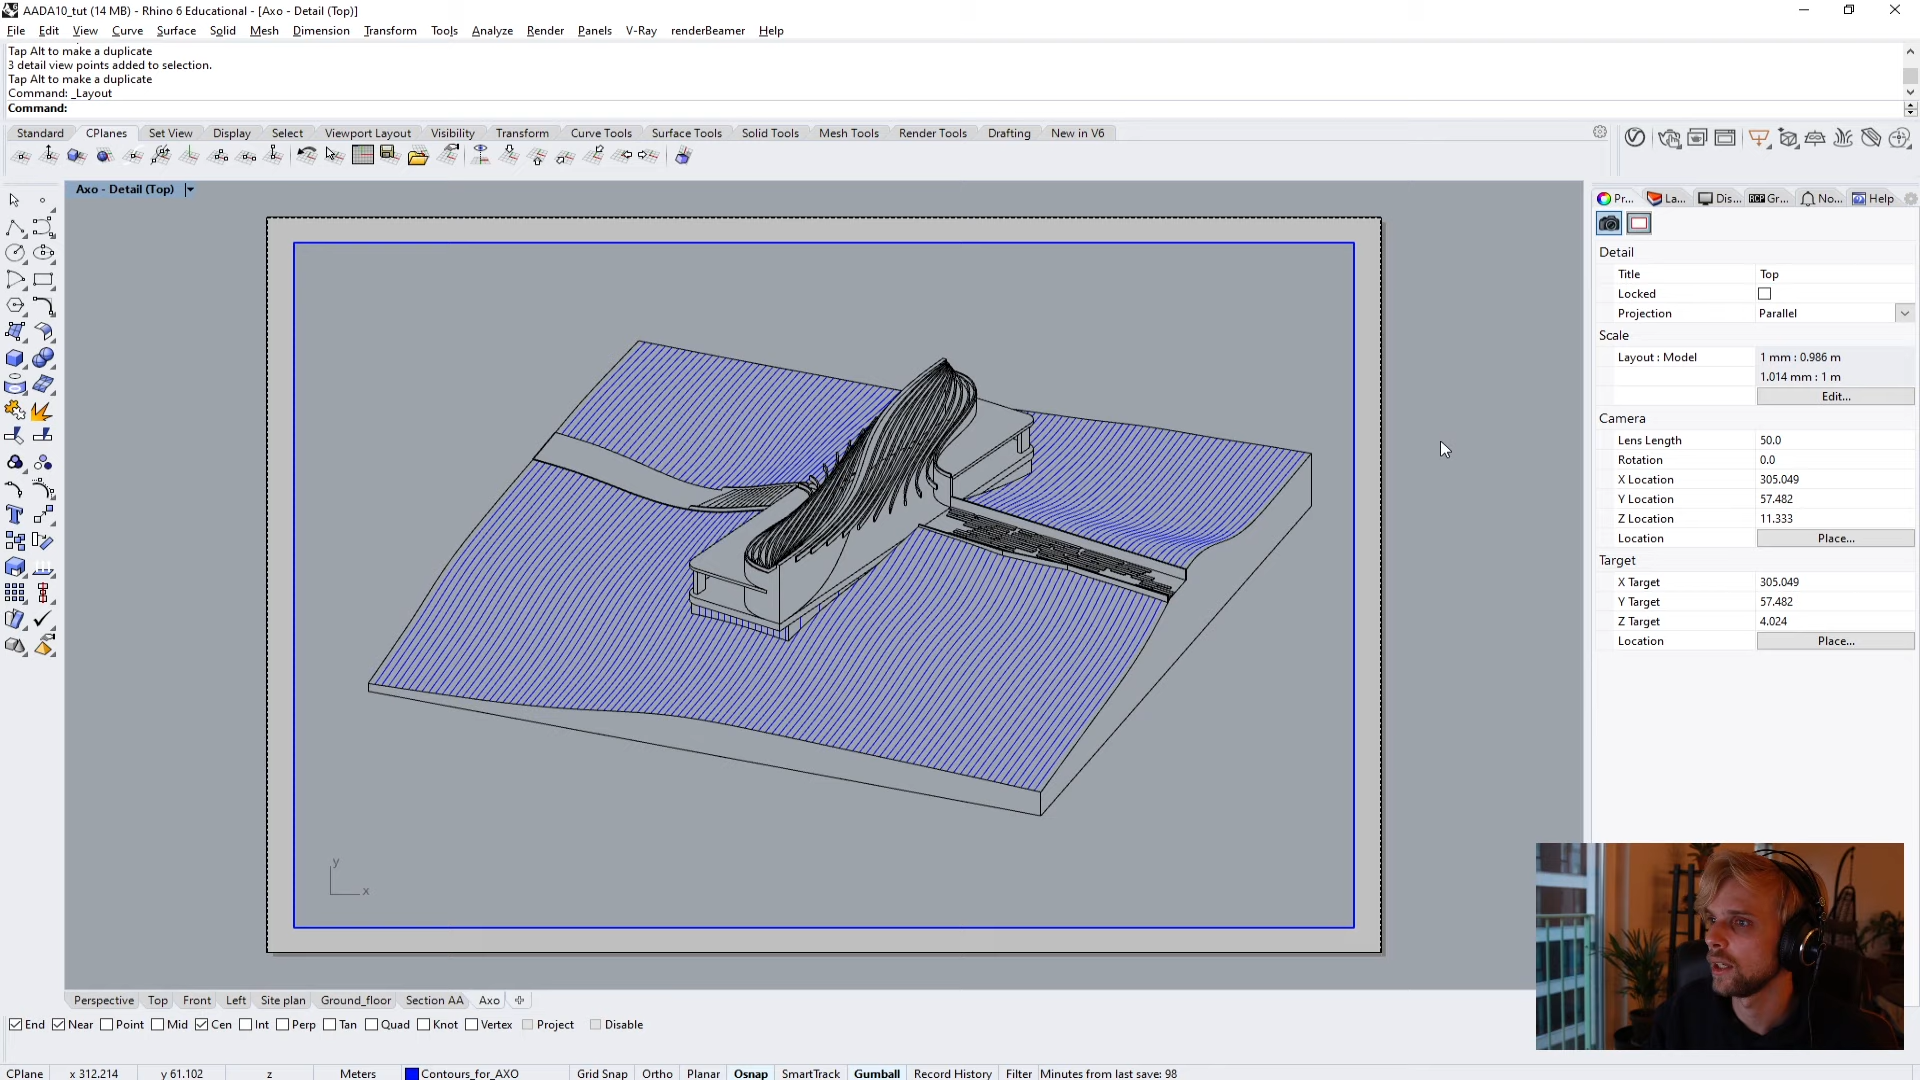 AADA10_tut (14 MB) - Rhino 6 Educational - [Axo - Detail (Top)]
File Edit View Curve Surface Solid Mesh Dimension Transform Tools Analyze Render Panels V-Ray renderBeamer Help
Tap Alt to make a duplicate
3 detail view points added to selection.
Tap Alt to make a duplicate
Command: _Layout
Command:
Standard CPlanes Set View Display Select Viewport Layout Visibility Transform Curve Tools Surface Tools Solid Tools Mesh Tools Render Tools Drafting New in V6
Axo - Detail (Top)
Pr... La... Dis... RCP Gr... No... Help
Detail
Title Top
Locked
Projection Parallel
Scale
Layout : Model 1 mm : 0.986 m
1.014 mm : 1 m
Edit...
Camera
Lens Length 50.0
Rotation 0.0
X Location 305.049
Y Location 57.482
Z Location 11.333
Location Place...
Target
X Target 305.049
Y Target 57.482
Z Target 4.024
Location Place...
y
x
Perspective Top Front Left Site plan Ground_floor Section AA Axo
End Near Point Mid Cen Int Perp Tan Quad Knot Vertex Project Disable
CPlane x 312.214 y 61.102 z Meters Contours_for_AXO Grid Snap Ortho Planar Osnap SmartTrack Gumball Record History Filter Minutes from last save: 98